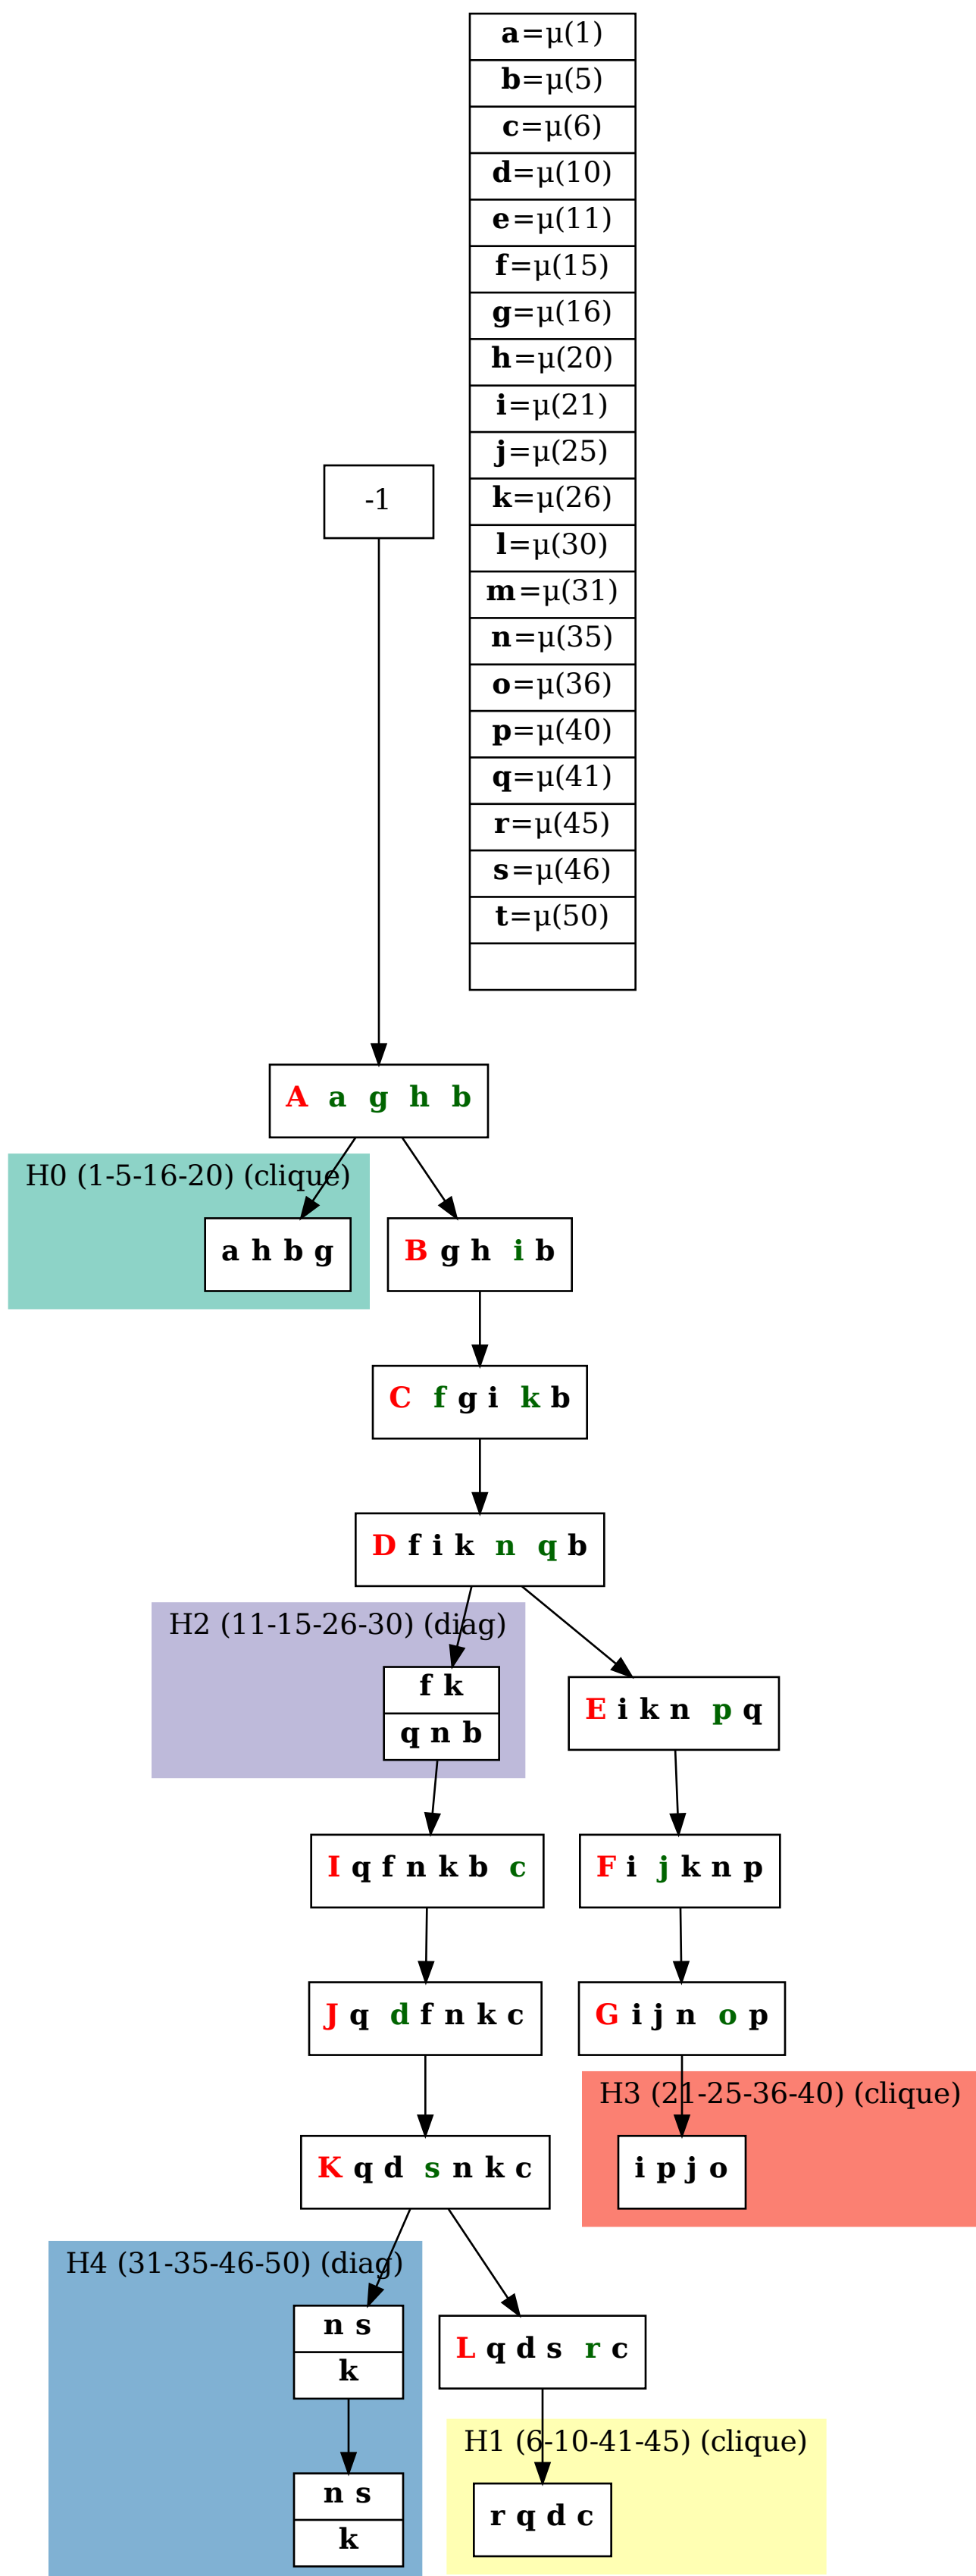 a=µ(1)
b=µ(5)
c=µ(6)
d=µ(10)
e=µ(11)
f=µ(15)
g=µ(16)
h=µ(20)
i=µ(21)
j=µ(25)
k=µ(26)
l=µ(30)
m=µ(31)
n=µ(35)
o=µ(36)
p=µ(40)
q=µ(41)
r=µ(45)
s=µ(46)
t=µ(50)
-1
A a g h b
H0 (1-5-16-20) (clique)
a h b g
B g h i b
C f g i k b
D f i k n q b
H2 (11-15-26-30) (diag)
f k
q n b
E i k n p q
I q f n k b c
F i j k n p
J q d f n k c
G i j n o p
H3 (21-25-36-40) (clique)
i p j o
K q d s n k c
H4 (31-35-46-50) (diag)
n s
k
L q d s r c
H1 (6-10-41-45) (clique)
n s
k
r q d c